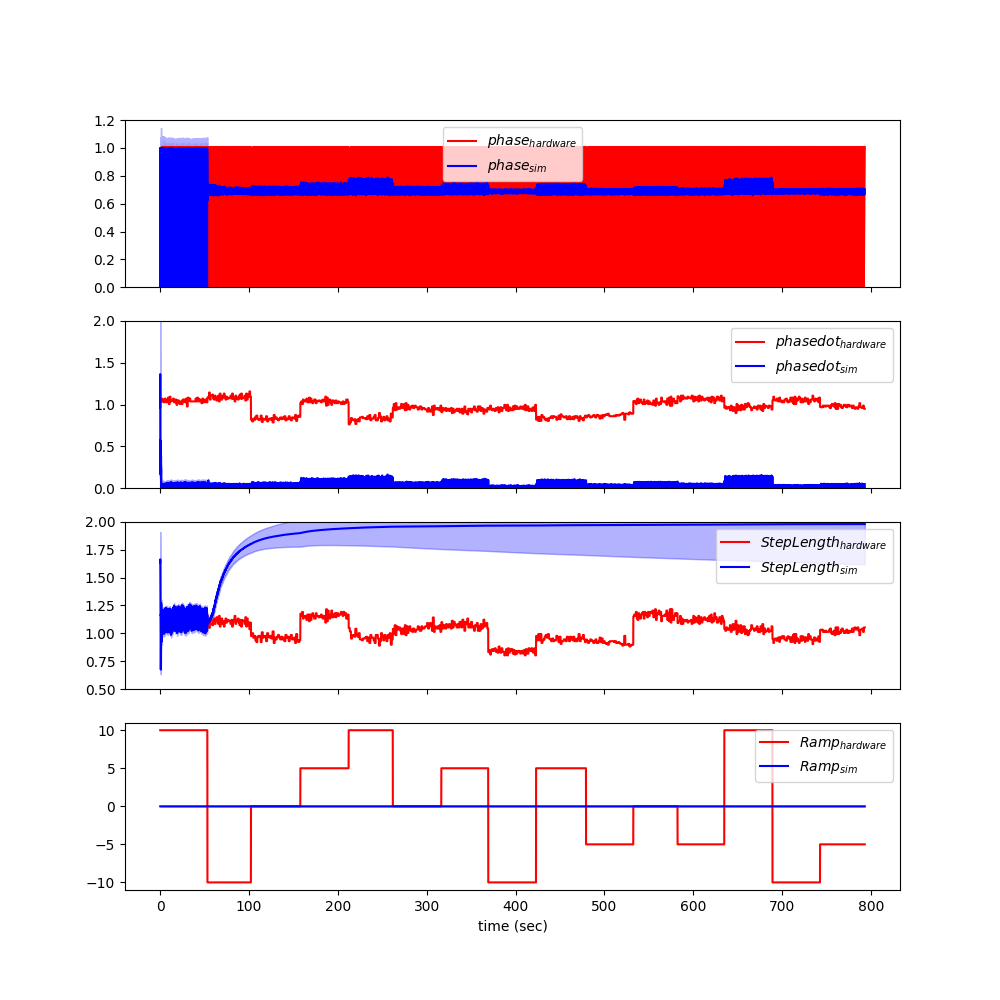 1.2
1.0
0.8
0.6
0.4
0.2
0.0
phase_hardware
phase_sim
2.0
1.5
1.0
0.5
0.0
phasedot_hardware
phasedot_sim
2.00
1.75
1.50
1.25
1.00
0.75
0.50
StepLength_hardware
StepLength_sim
10
5
0
−5
−10
Ramp_hardware
Ramp_sim
0 100 200 300 400 500 600 700 800
time (sec)